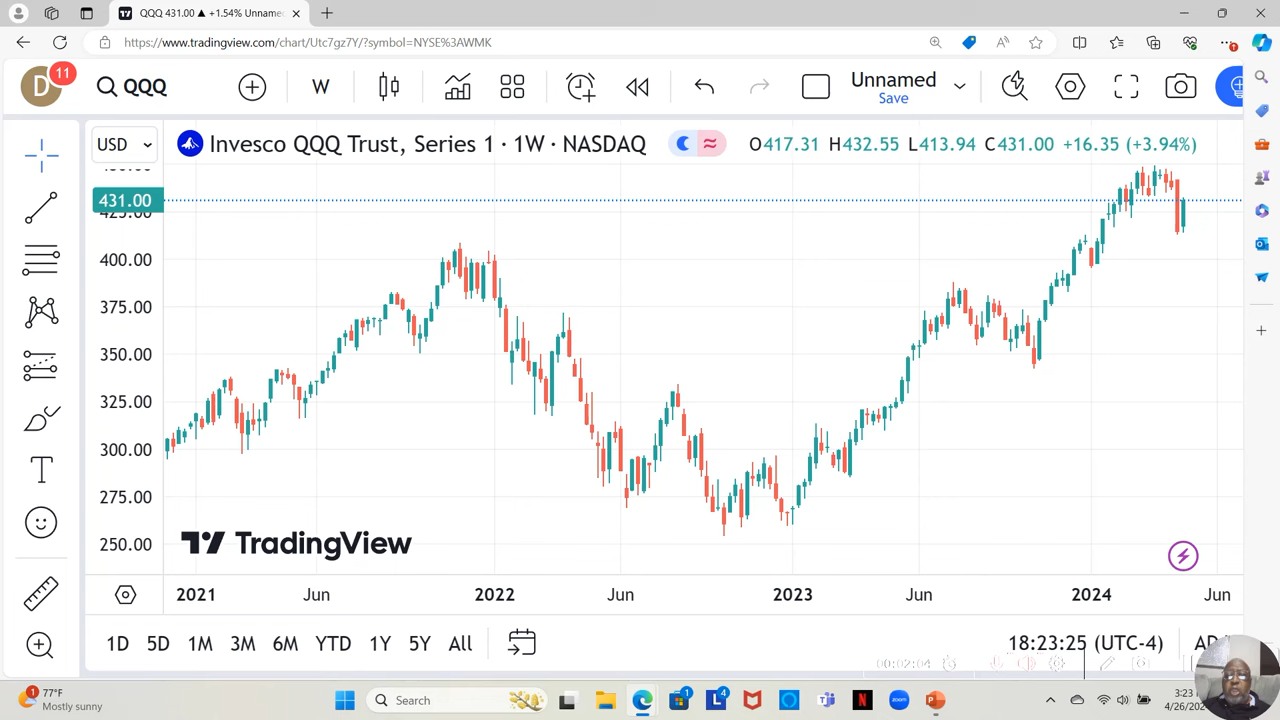 QQQ 431.00 ▲ +1.54% Unname
https://www.tradingview.com/chart/Utc7gz7Y/?symbol=NYSE%3AWMK
D 11 QQQ W Unnamed
Save
USD Invesco QQQ Trust, Series 1 · 1W · NASDAQ O417.31 H432.55 L413.94 C431.00 +16.35 (+3.94%)
431.00
425.00
400.00
375.00
350.00
325.00
300.00
275.00
250.00
TradingView
2021 Jun 2022 Jun 2023 Jun 2024 Jun
1D 5D 1M 3M 6M YTD 1Y 5Y All 18:23:25 (UTC-4)
00:02:04
77°F
Mostly sunny
Search
3:23
4/26/20